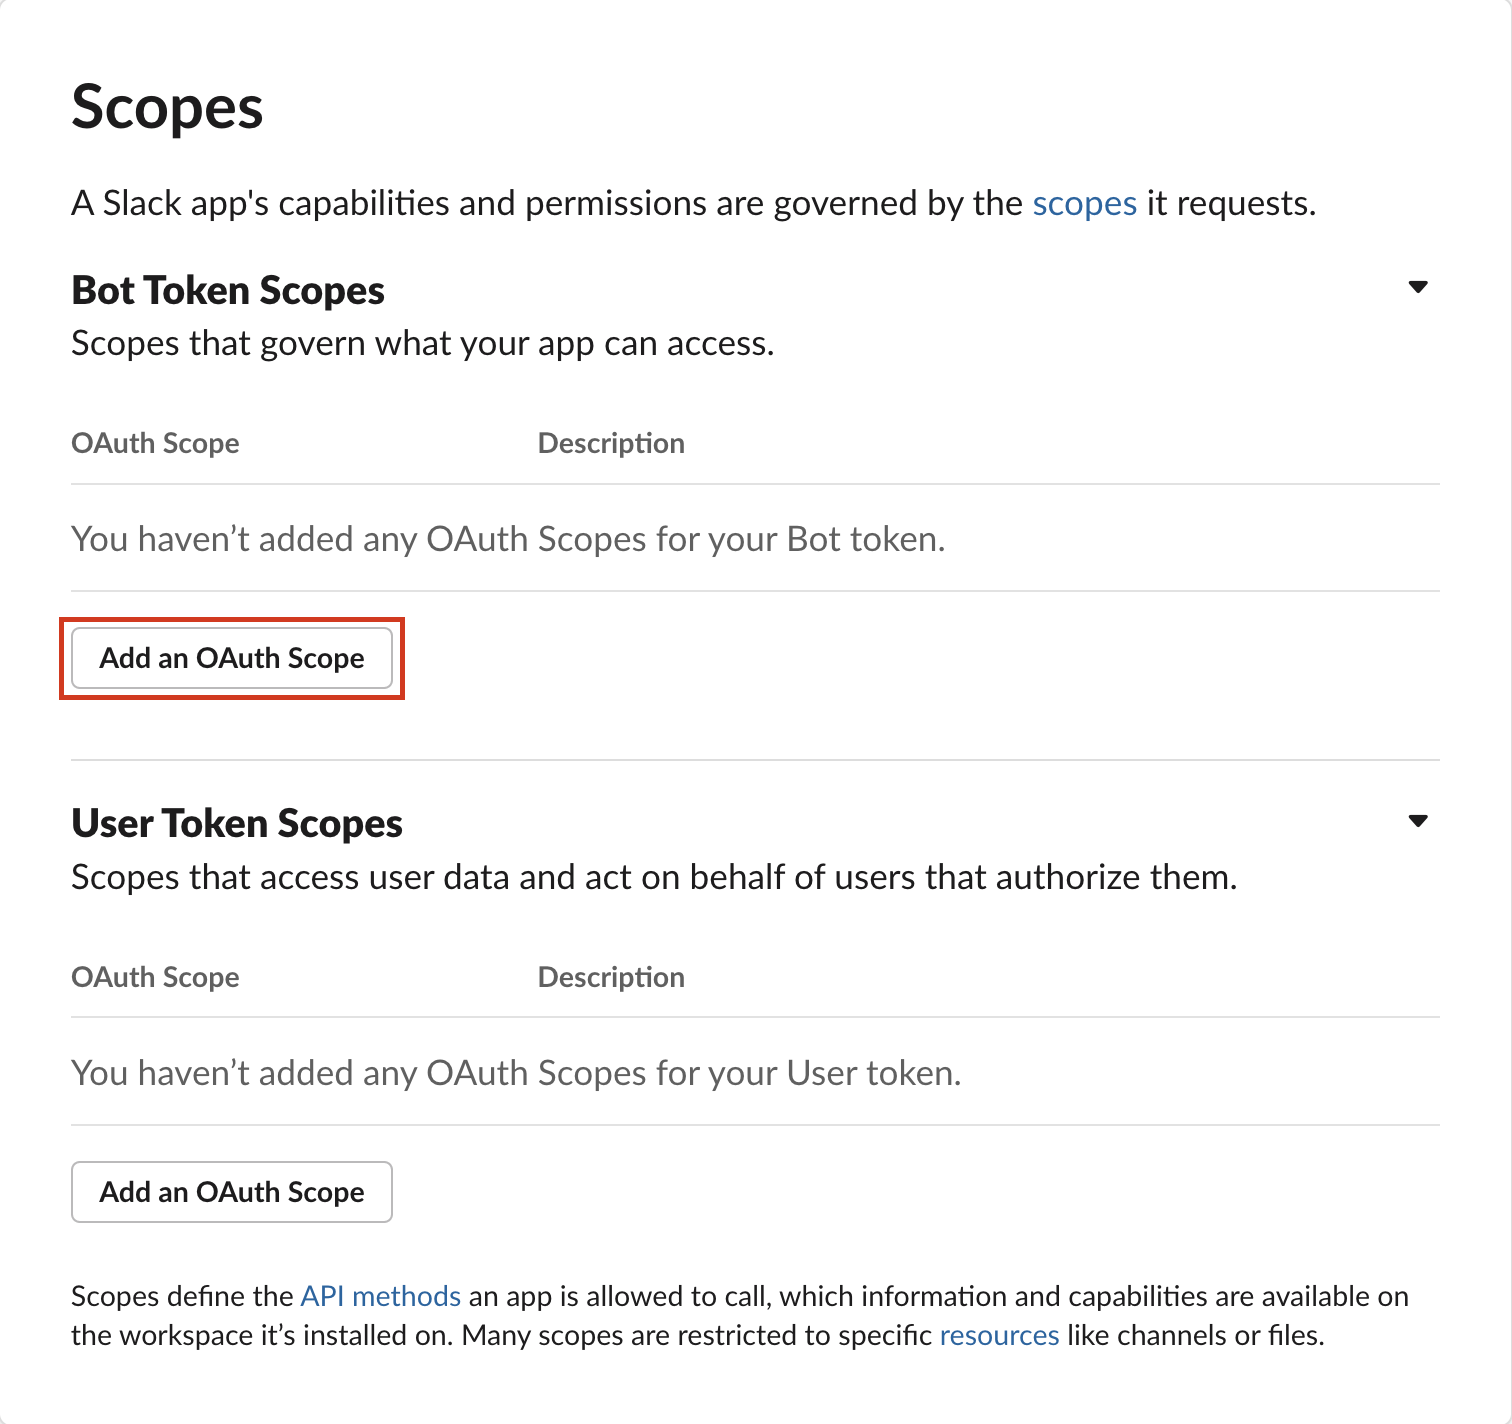 Scopes
A Slack app's capabilities and permissions are governed by the scopes it requests.
Bot Token Scopes
Scopes that govern what your app can access.
OAuth Scope Description
You haven’t added any OAuth Scopes for your Bot token.
Add an OAuth Scope
User Token Scopes
Scopes that access user data and act on behalf of users that authorize them.
OAuth Scope Description
You haven’t added any OAuth Scopes for your User token.
Add an OAuth Scope
Scopes define the API methods an app is allowed to call, which information and capabilities are available on
the workspace it’s installed on. Many scopes are restricted to specific resources like channels or files.